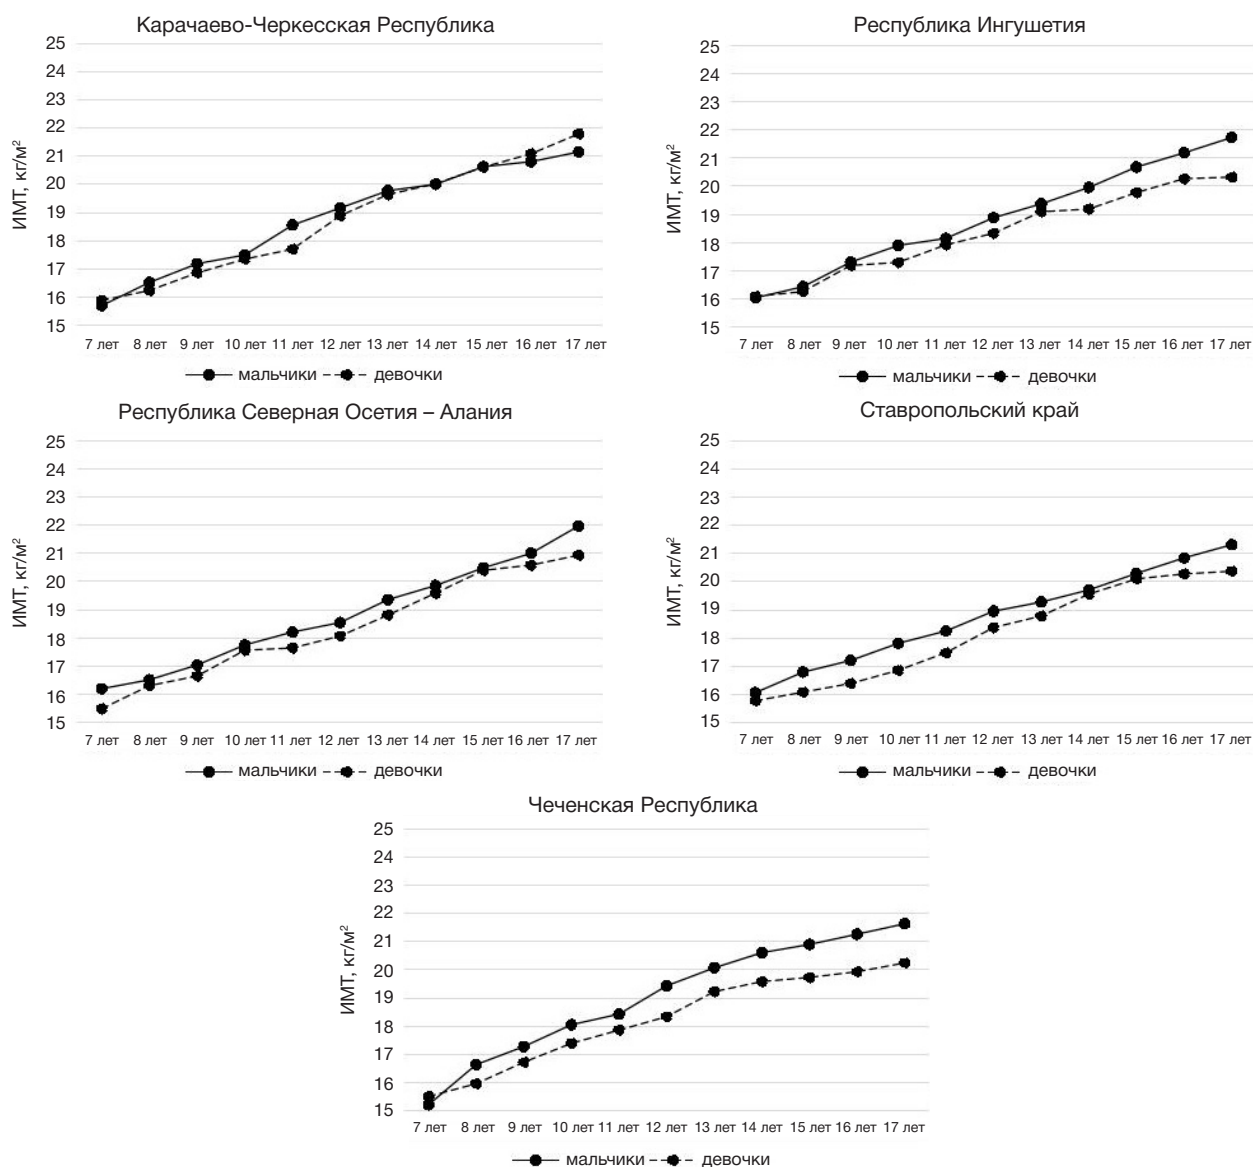 Карачаево-Черкесская Республика
25
24
23
22
21
20
19
18
17
16
15
ИМТ, кг/м²
7 лет 8 лет 9 лет 10 лет 11 лет 12 лет 13 лет 14 лет 15 лет 16 лет 17 лет
мальчики девочки
Республика Ингушетия
25
24
23
22
21
20
19
18
17
16
15
ИМТ, кг/м²
7 лет 8 лет 9 лет 10 лет 11 лет 12 лет 13 лет 14 лет 15 лет 16 лет 17 лет
мальчики девочки
Республика Северная Осетия – Алания
25
24
23
22
21
20
19
18
17
16
15
ИМТ, кг/м²
7 лет 8 лет 9 лет 10 лет 11 лет 12 лет 13 лет 14 лет 15 лет 16 лет 17 лет
мальчики девочки
Ставропольский край
25
24
23
22
21
20
19
18
17
16
15
ИМТ, кг/м²
7 лет 8 лет 9 лет 10 лет 11 лет 12 лет 13 лет 14 лет 15 лет 16 лет 17 лет
мальчики девочки
Чеченская Республика
25
24
23
22
21
20
19
18
17
16
15
ИМТ, кг/м²
7 лет 8 лет 9 лет 10 лет 11 лет 12 лет 13 лет 14 лет 15 лет 16 лет 17 лет
мальчики девочки